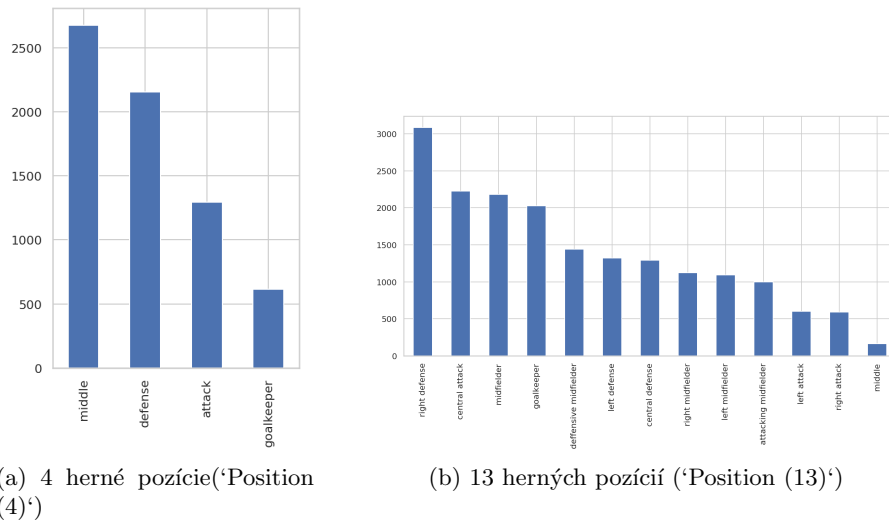 2500
2000
1500
1000
500
0
middle
defense
attack
goalkeeper
3000
2500
2000
1500
1000
500
0
right defense
central attack
midfielder
goalkeeper
deffensive midfielder
left defense
central defense
right midfielder
left midfielder
attacking midfielder
left attack
right attack
middle
(a) 4 herné pozície(‘Position
(4)‘)
(b) 13 herných pozícií (‘Position (13)‘)